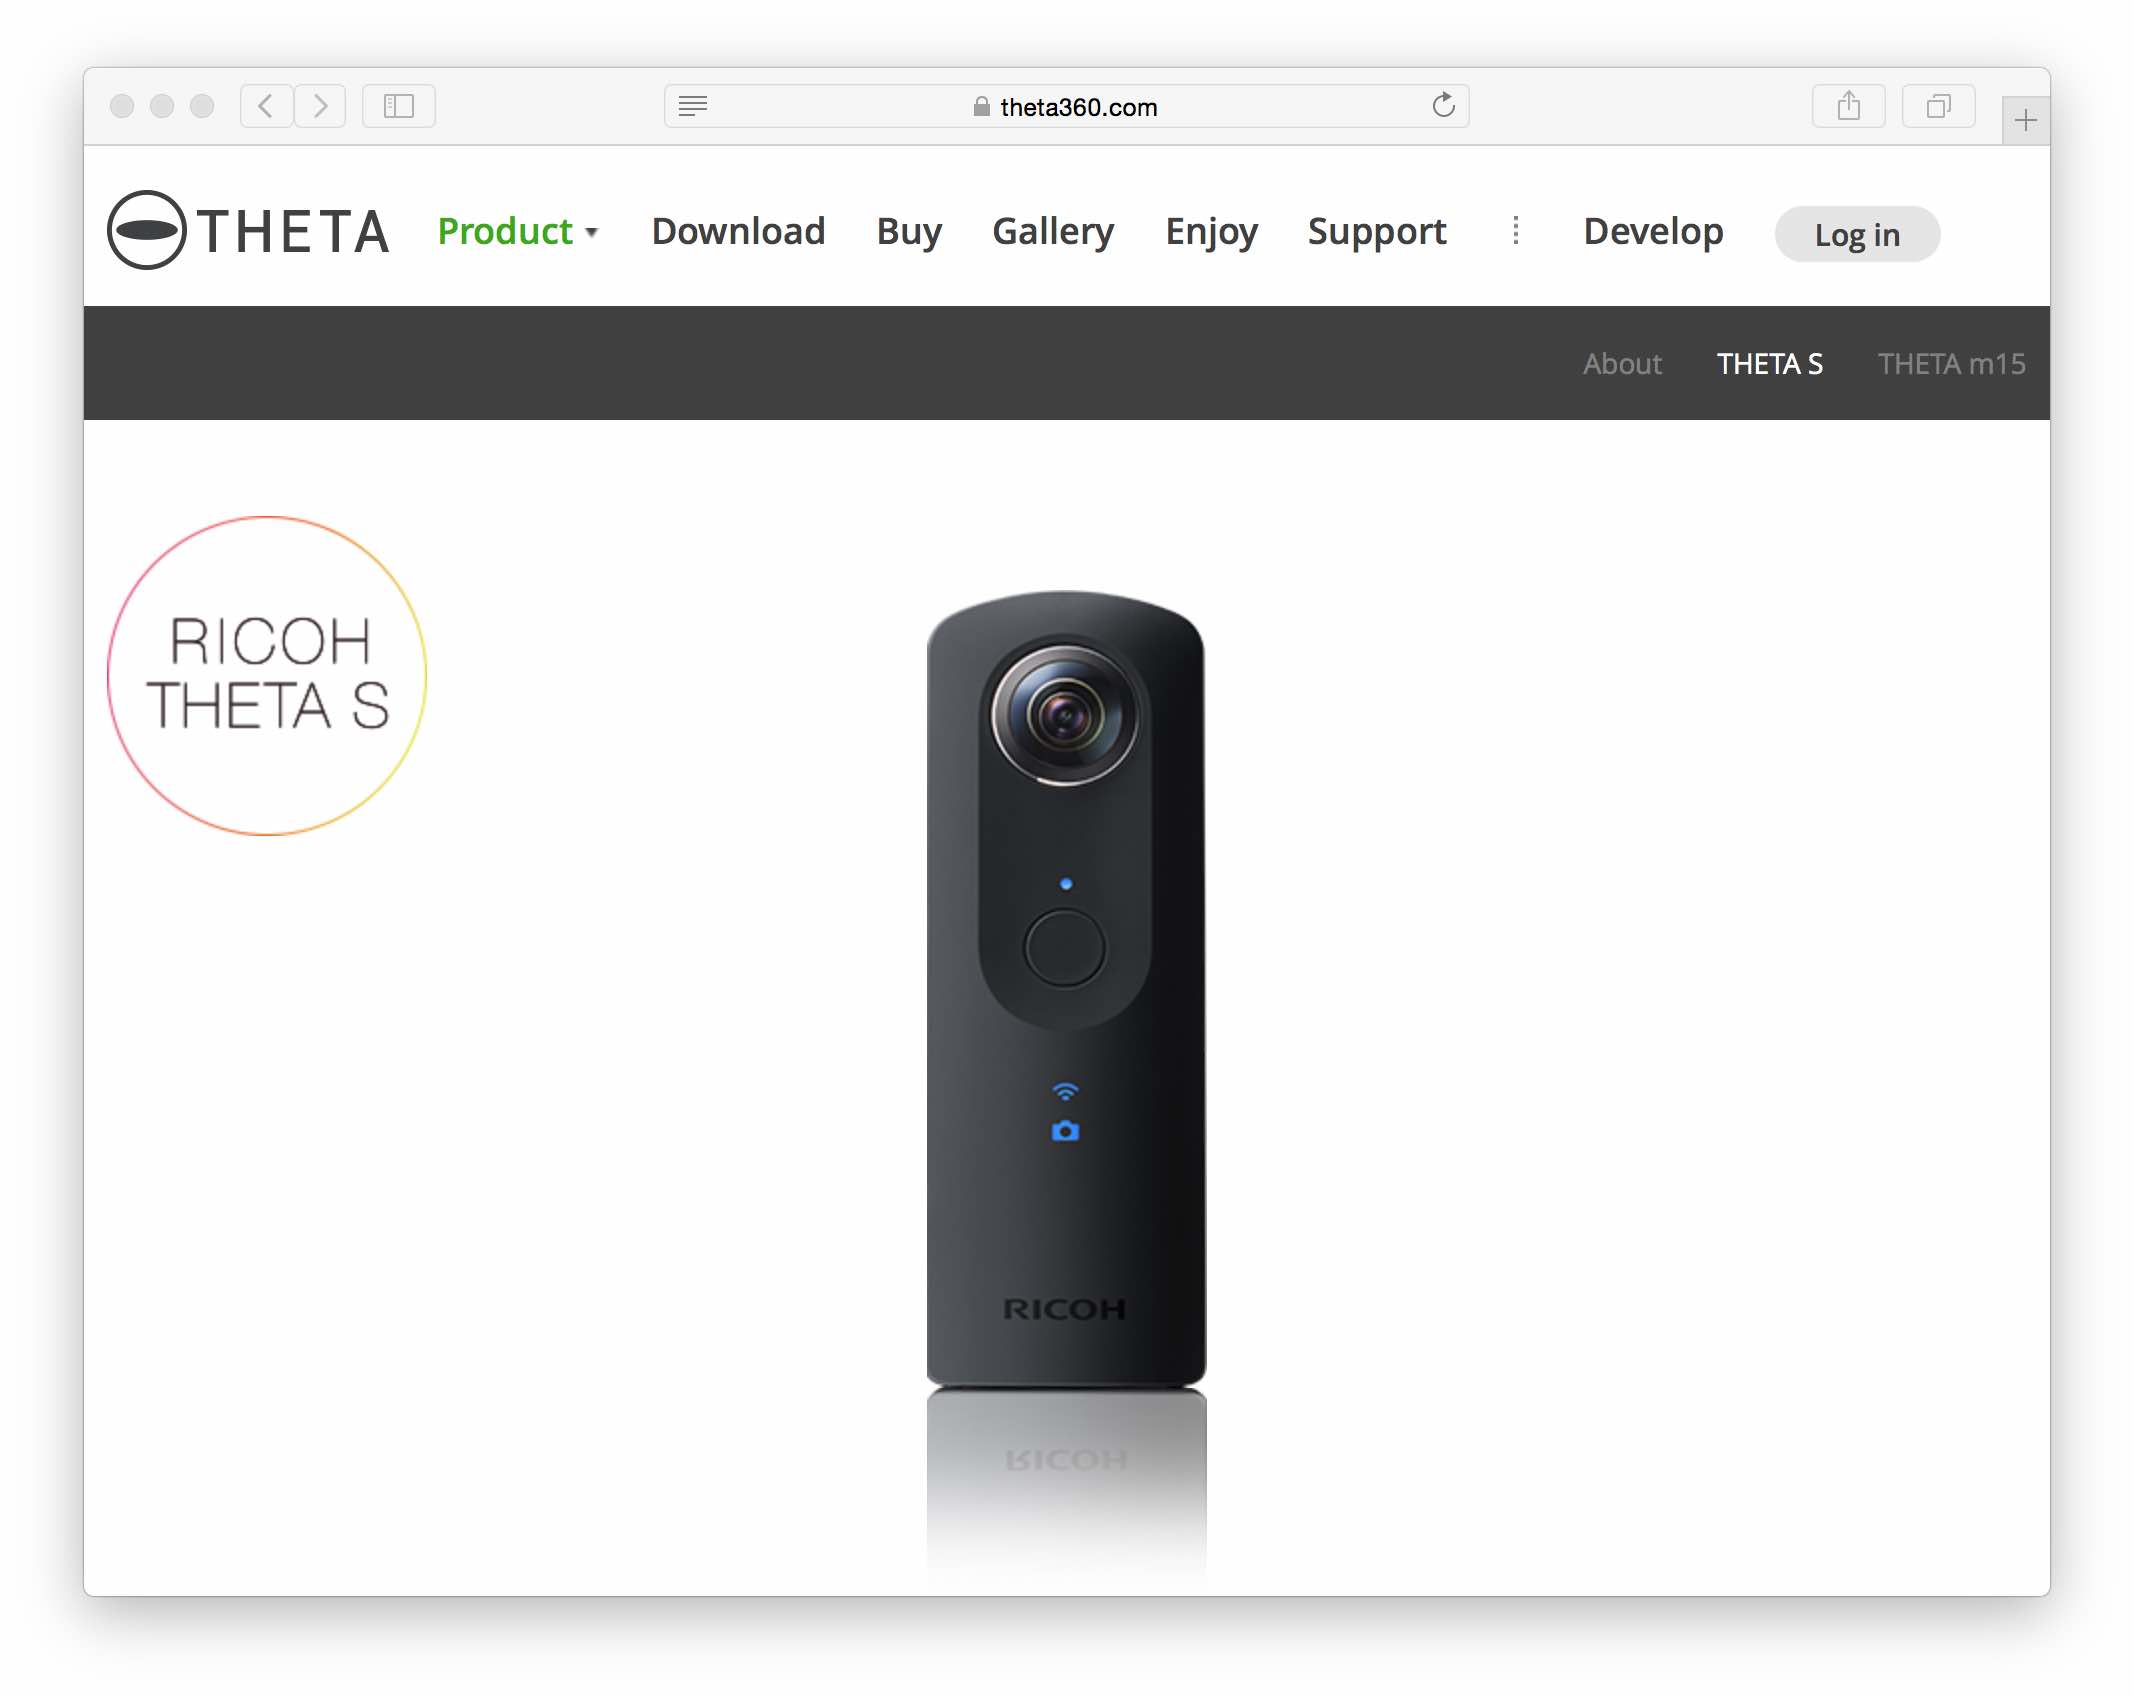 theta360.com
THETA Product Download Buy Gallery Enjoy Support Develop Log in
About THETA S THETA m15
RICOH
THETA S
RICOH
RICOH